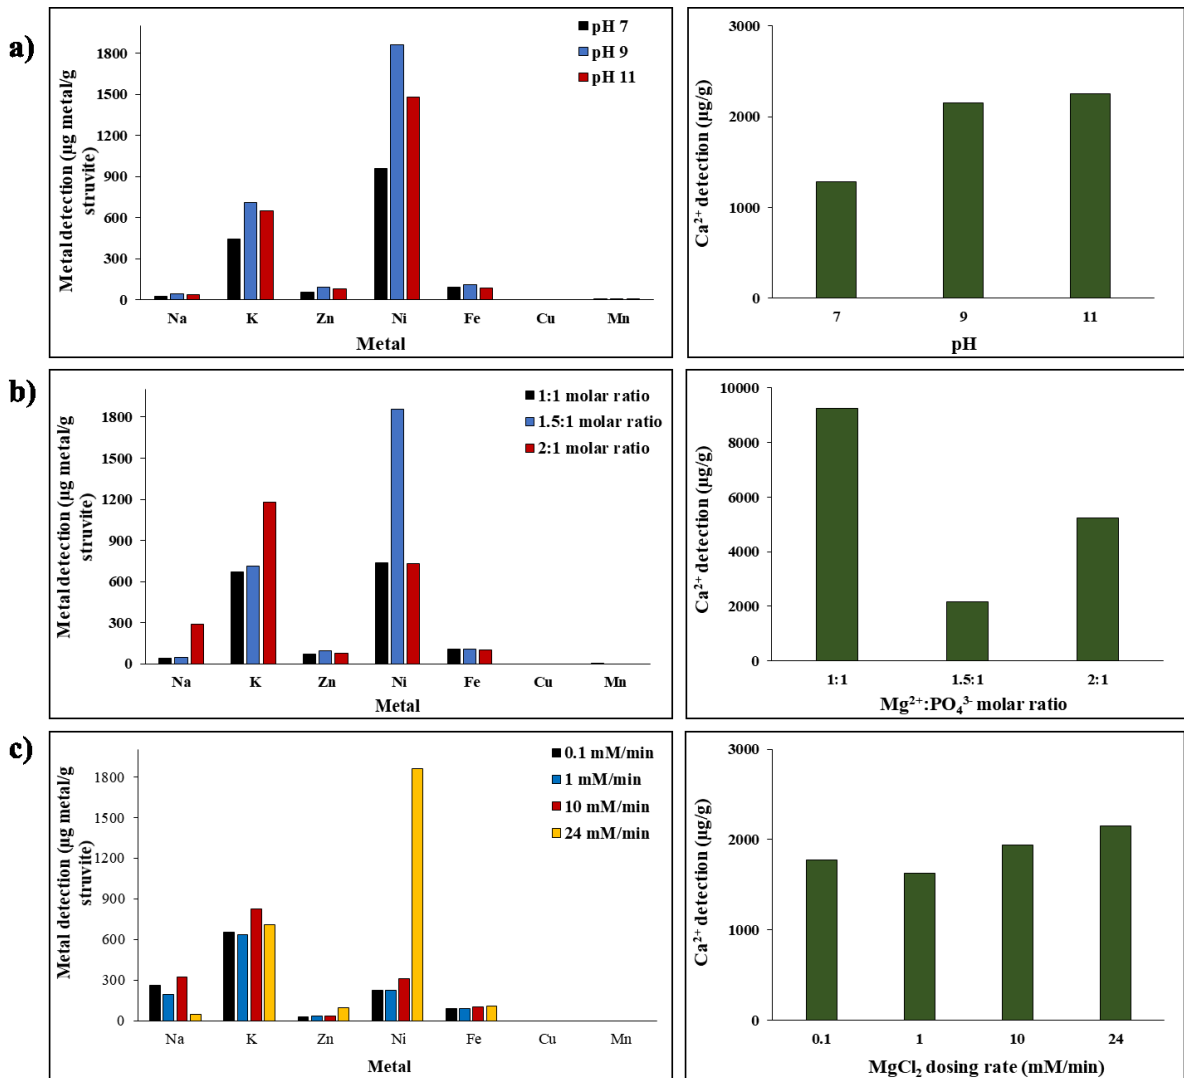 a)
Metal detection (µg metal/g
struvite)
1800
1500
1200
900
600
300
0
Na K Zn Ni Fe Cu Mn
Metal
pH 7
pH 9
pH 11
Ca²⁺ detection (µg/g)
3000
2000
1000
0
7 9 11
pH
b)
Metal detection (µg metal/g
struvite)
1800
1500
1200
900
600
300
0
Na K Zn Ni Fe Cu Mn
Metal
1:1 molar ratio
1.5:1 molar ratio
2:1 molar ratio
Ca²⁺ detection (µg/g)
10000
8000
6000
4000
2000
0
1:1 1.5:1 2:1
Mg²⁺:PO₄³⁻ molar ratio
c)
Metal detection (µg metal/g
struvite)
1800
1500
1200
900
600
300
0
Na K Zn Ni Fe Cu Mn
Metal
0.1 mM/min
1 mM/min
10 mM/min
24 mM/min
Ca²⁺ detection (µg/g)
3000
2000
1000
0
0.1 1 10 24
MgCl₂ dosing rate (mM/min)